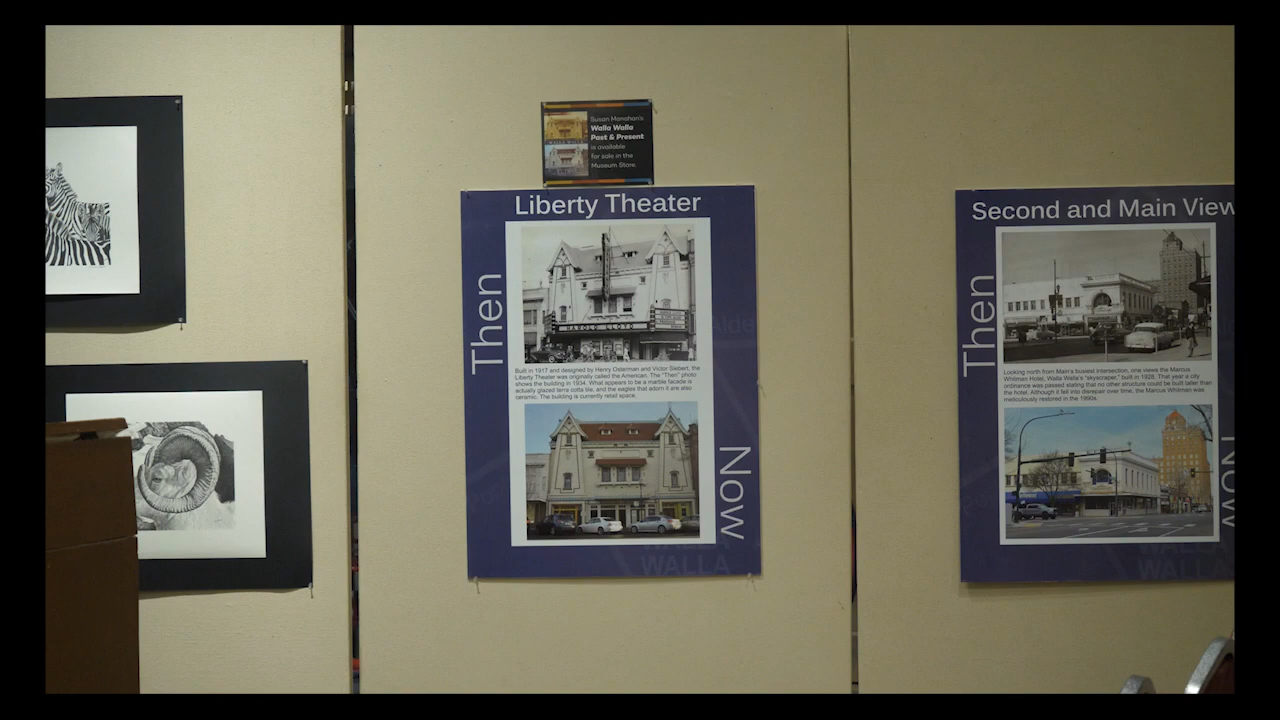 Susan Monahan's
Walla Walla
Past & Present
is available
for sale in the
Museum Store.
WALLA WALLA
Liberty Theater
Then
HAROLD LLOYD
Built in 1917 and designed by Henry Osterman and Victor Siebert, the
Liberty Theater was originally called the American. The "Then" photo
shows the building in 1934. What appears to be a marble facade is
actually glazed terra cotta tile, and the eagles that adorn it are also
ceramic. The building is currently retail space.
Now
WALLA
WALLA
Second and Main View
Then
Looking north from Main's busiest intersection, one views the Marcus
Whitman Hotel, Walla Walla's "skyscraper," built in 1928. That year a city
ordinance was passed stating that no other structure could be built taller than
the hotel. Although it fell into disrepair over time, the Marcus Whitman was
meticulously restored in the 1990s.
Now
WALLA
WALLA